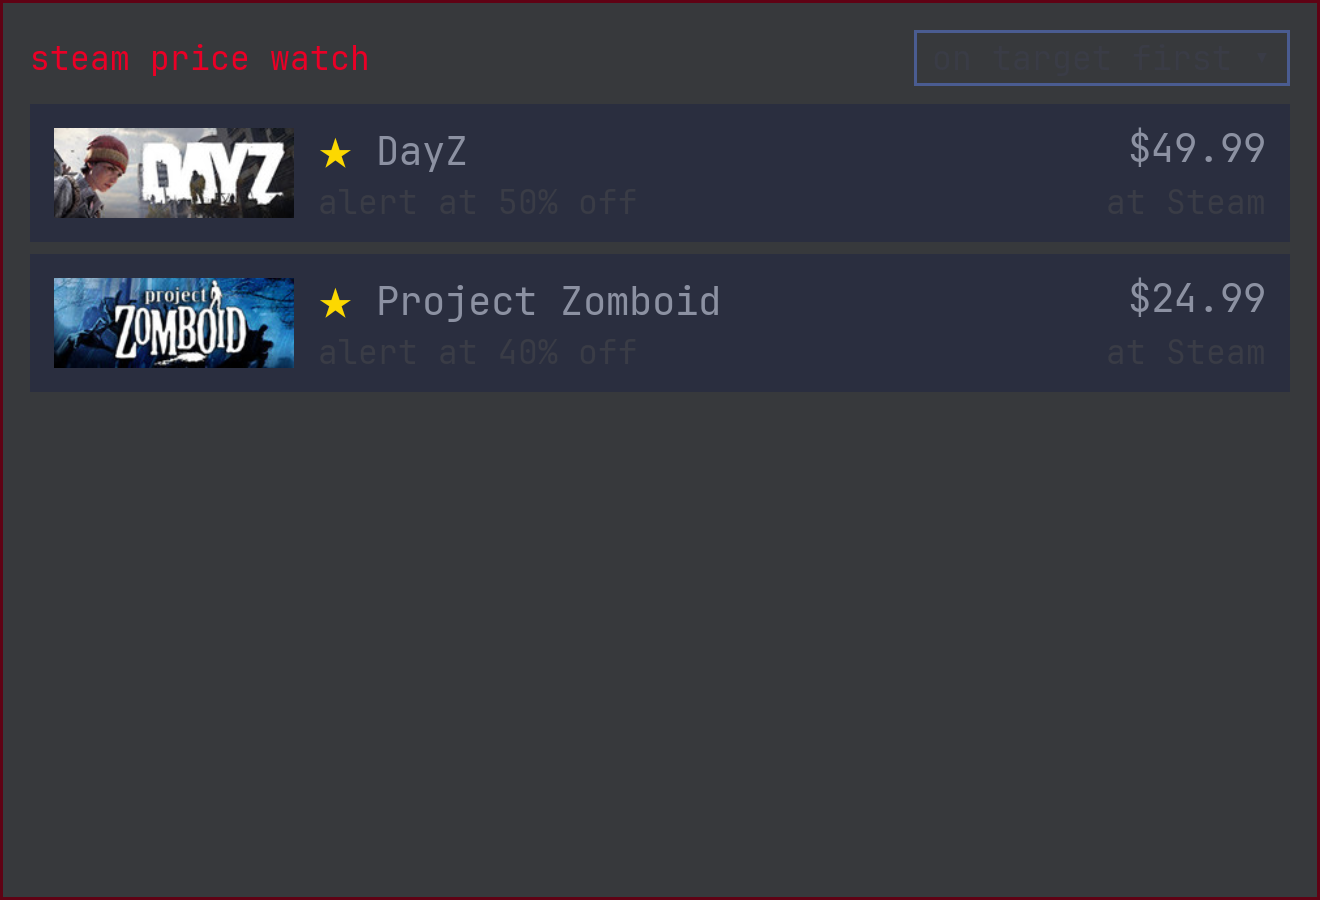 steam price watch
on target first ▾
DAYZ
★ DayZ
$49.99
alert at 50% off
at Steam
project
ZOMBOID
★ Project Zomboid
$24.99
alert at 40% off
at Steam